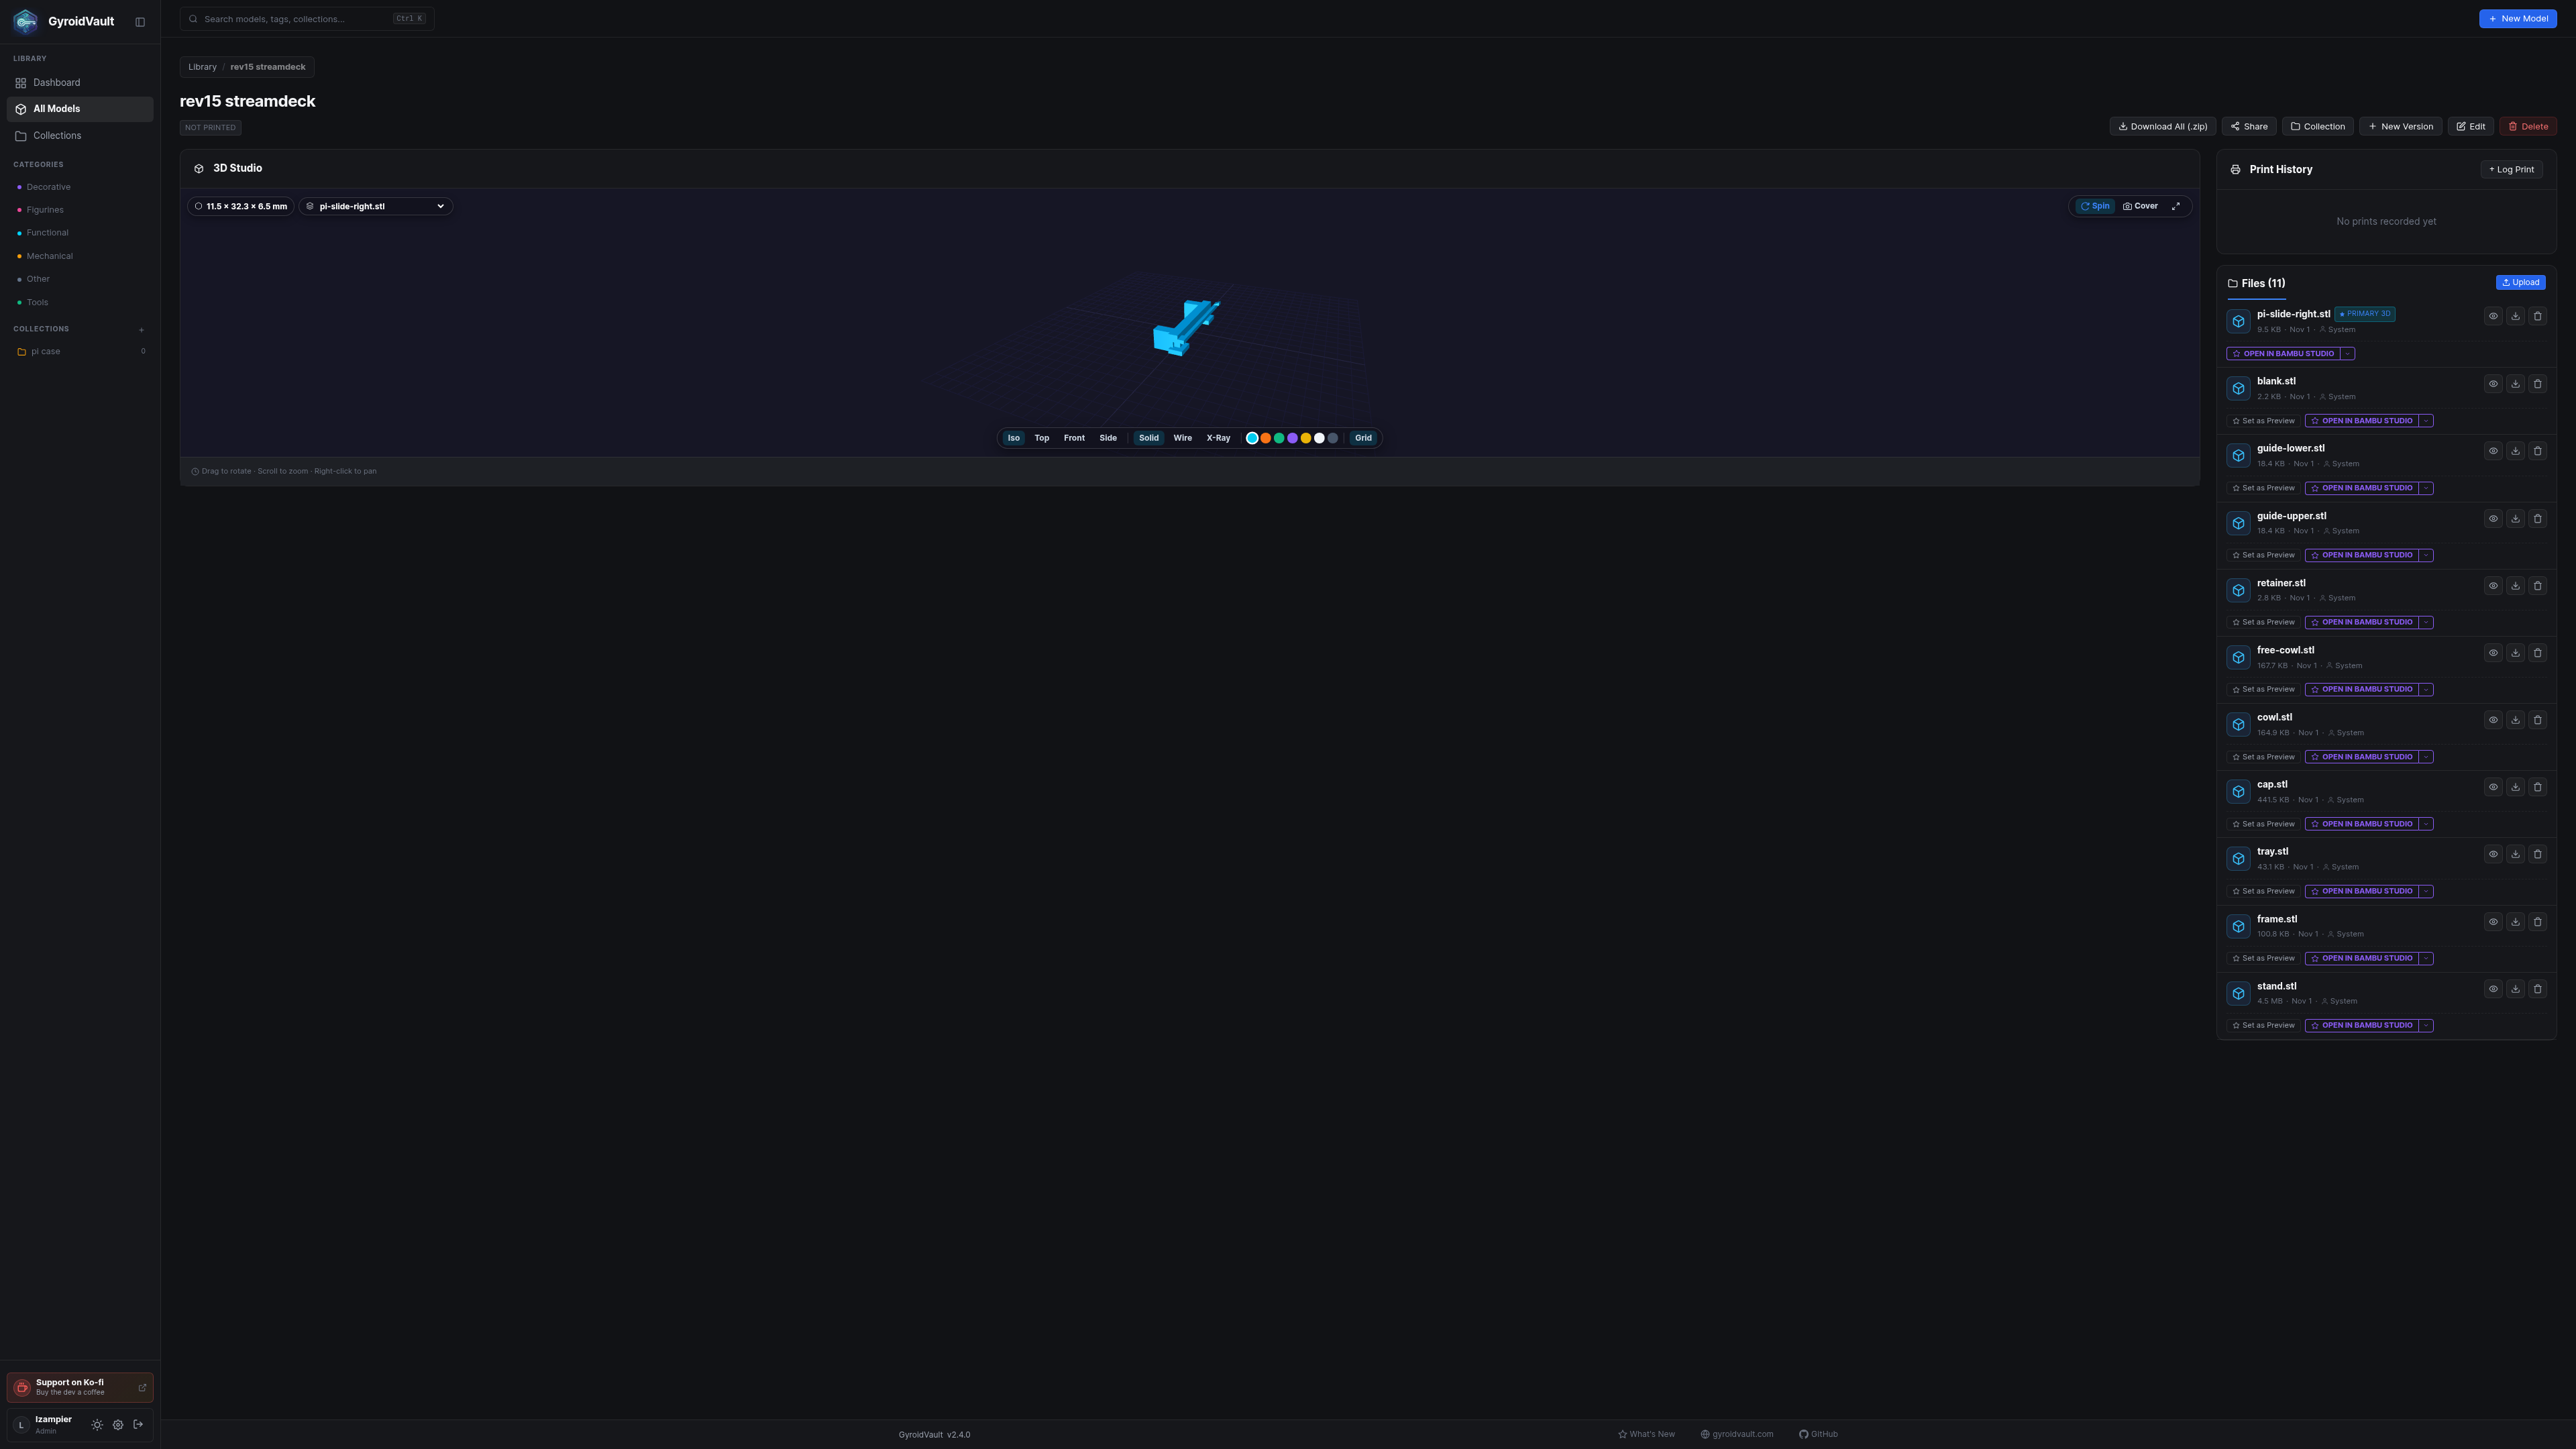 GyroidVault
Search models, tags, collections...
Ctrl K
New Model
LIBRARY
Dashboard
All Models
Collections
CATEGORIES
Decorative
Figurines
Functional
Mechanical
Other
Tools
COLLECTIONS
+
pi case
0
Library / rev15 streamdeck
rev15 streamdeck
NOT PRINTED
Download All (.zip)
Share
Collection
New Version
Edit
Delete
3D Studio
11.5 × 32.3 × 6.5 mm
pi-slide-right.stl
Spin
Cover
Iso
Top
Front
Side
Solid
Wire
X-Ray
Grid
Drag to rotate · Scroll to zoom · Right-click to pan
Print History
+ Log Print
No prints recorded yet
Files (11)
Upload
pi-slide-right.stl
★ PRIMARY 3D
9.5 KB · Nov 1 · System
OPEN IN BAMBU STUDIO
blank.stl
2.2 KB · Nov 1 · System
Set as Preview
OPEN IN BAMBU STUDIO
guide-lower.stl
18.4 KB · Nov 1 · System
Set as Preview
OPEN IN BAMBU STUDIO
guide-upper.stl
18.4 KB · Nov 1 · System
Set as Preview
OPEN IN BAMBU STUDIO
retainer.stl
2.8 KB · Nov 1 · System
Set as Preview
OPEN IN BAMBU STUDIO
free-cowl.stl
167.7 KB · Nov 1 · System
Set as Preview
OPEN IN BAMBU STUDIO
cowl.stl
164.9 KB · Nov 1 · System
Set as Preview
OPEN IN BAMBU STUDIO
cap.stl
441.5 KB · Nov 1 · System
Set as Preview
OPEN IN BAMBU STUDIO
tray.stl
43.1 KB · Nov 1 · System
Set as Preview
OPEN IN BAMBU STUDIO
frame.stl
100.8 KB · Nov 1 · System
Set as Preview
OPEN IN BAMBU STUDIO
stand.stl
4.5 MB · Nov 1 · System
Set as Preview
OPEN IN BAMBU STUDIO
Support on Ko-fi
Buy the dev a coffee
L
lzampier
Admin
GyroidVault v2.4.0
What's New
gyroidvault.com
GitHub